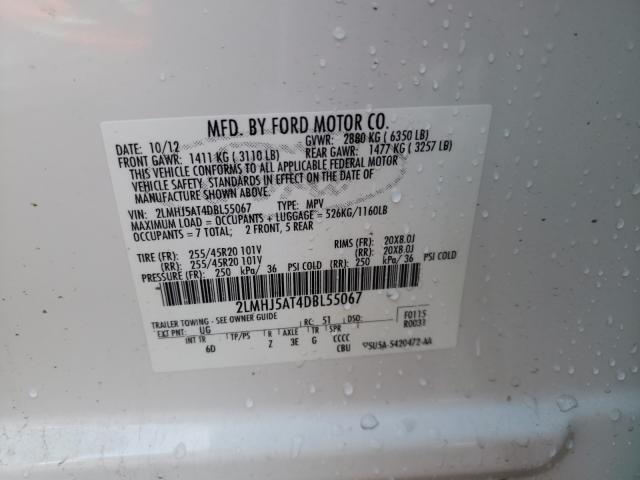 MFD. BY FORD MOTOR CO.
DATE: 10/12 GVWR: 2880 KG ( 6350 LB)
FRONT GAWR: 1411 KG ( 3110 LB) REAR GAWR: 1477 KG ( 3257 LB)
THIS VEHICLE CONFORMS TO ALL APPLICABLE FEDERAL MOTOR
VEHICLE SAFETY STANDARDS IN EFFECT ON THE DATE OF
MANUFACTURE SHOWN ABOVE.
VIN: 2LMHJ5AT4DBL55067 TYPE: MPV
MAXIMUM LOAD = OCCUPANTS + LUGGAGE = 526KG/1160LB
OCCUPANTS = 7 TOTAL; 2 FRONT, 5 REAR
TIRE (FR): 255/45R20 101V RIMS (FR): 20X8.0J
(RR): 255/45R20 101V (RR): 20X8.0J
PRESSURE (FR): 250 kPa/ 36 PSI COLD (RR): 250 kPa/ 36 PSI COLD
2LMHJ5AT4DBL55067
TRAILER TOWING - SEE OWNER GUIDE
EXT PNT: UG RC: 51 DSO: F0115
R0031
INT TR TP/PS R AXLE TR SPR
6D 2 3E G CCCC
CBU 5U5A-5420472-AA